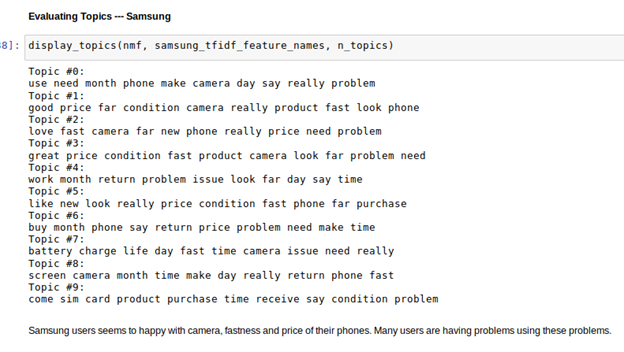 Evaluating Topics --- Samsung
8]: display_topics(nmf, samsung_tfidf_feature_names, n_topics)
Topic #0:
use need month phone make camera day say really problem
Topic #1:
good price far condition camera really product fast look phone
Topic #2:
love fast camera far new phone really price need problem
Topic #3:
great price condition fast product camera look far problem need
Topic #4:
work month return problem issue look far day say time
Topic #5:
like new look really price condition fast phone far purchase
Topic #6:
buy month phone say return price problem need make time
Topic #7:
battery charge life day fast time camera issue need really
Topic #8:
screen camera month time make day really return phone fast
Topic #9:
come sim card product purchase time receive say condition problem
Samsung users seems to happy with camera, fastness and price of their phones. Many users are having problems using these problems.